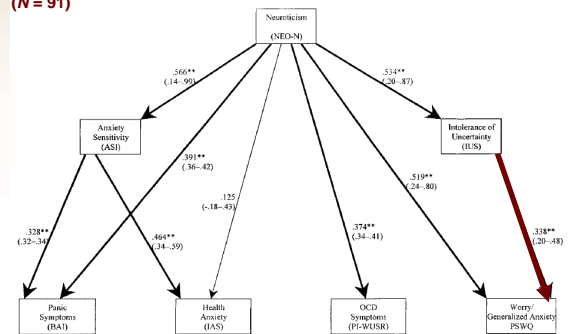 (N = 91)
Neuroticism
(NEO-N)
.566**
(.14–.99)
.534**
(.20–.87)
Anxiety
Sensitivity
(ASI)
Intolerance of
Uncertainty
(IUS)
.391**
(.36–.42)
.519**
(.24–.80)
.125
(-.18–.43)
.374**
(.34–.41)
.328**
(.32–.34)
.464**
(.34–.59)
.338**
(.20–.48)
Panic
Symptoms
(BAI)
Health
Anxiety
(IAS)
OCD
Symptoms
(PI-WUSR)
Worry/
Generalized Anxiety
PSWQ